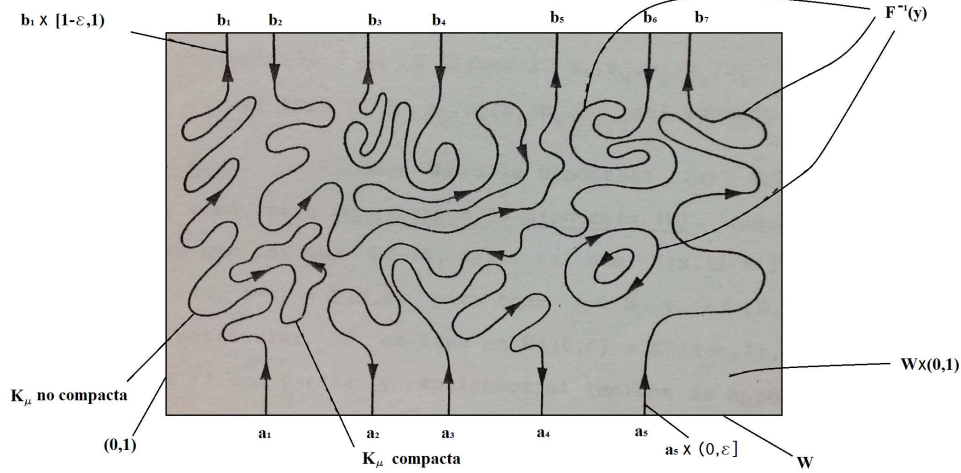 b₁ x [1-ε,1)
b₁ b₂ b₃ b₄ b₅ b₆ b₇
F⁻¹(y)
Wx(0,1)
K_μ no compacta
(0,1)
a₁ a₂ a₃ a₄ a₅
K_μ compacta
a₅ x (0,ε]
W